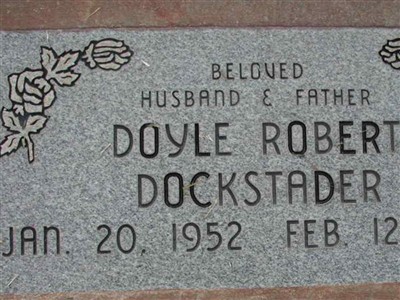 BELOVED
HUSBAND & FATHER
DOYLE ROBERT
DOCKSTADER
JAN. 20, 1952 FEB. 12